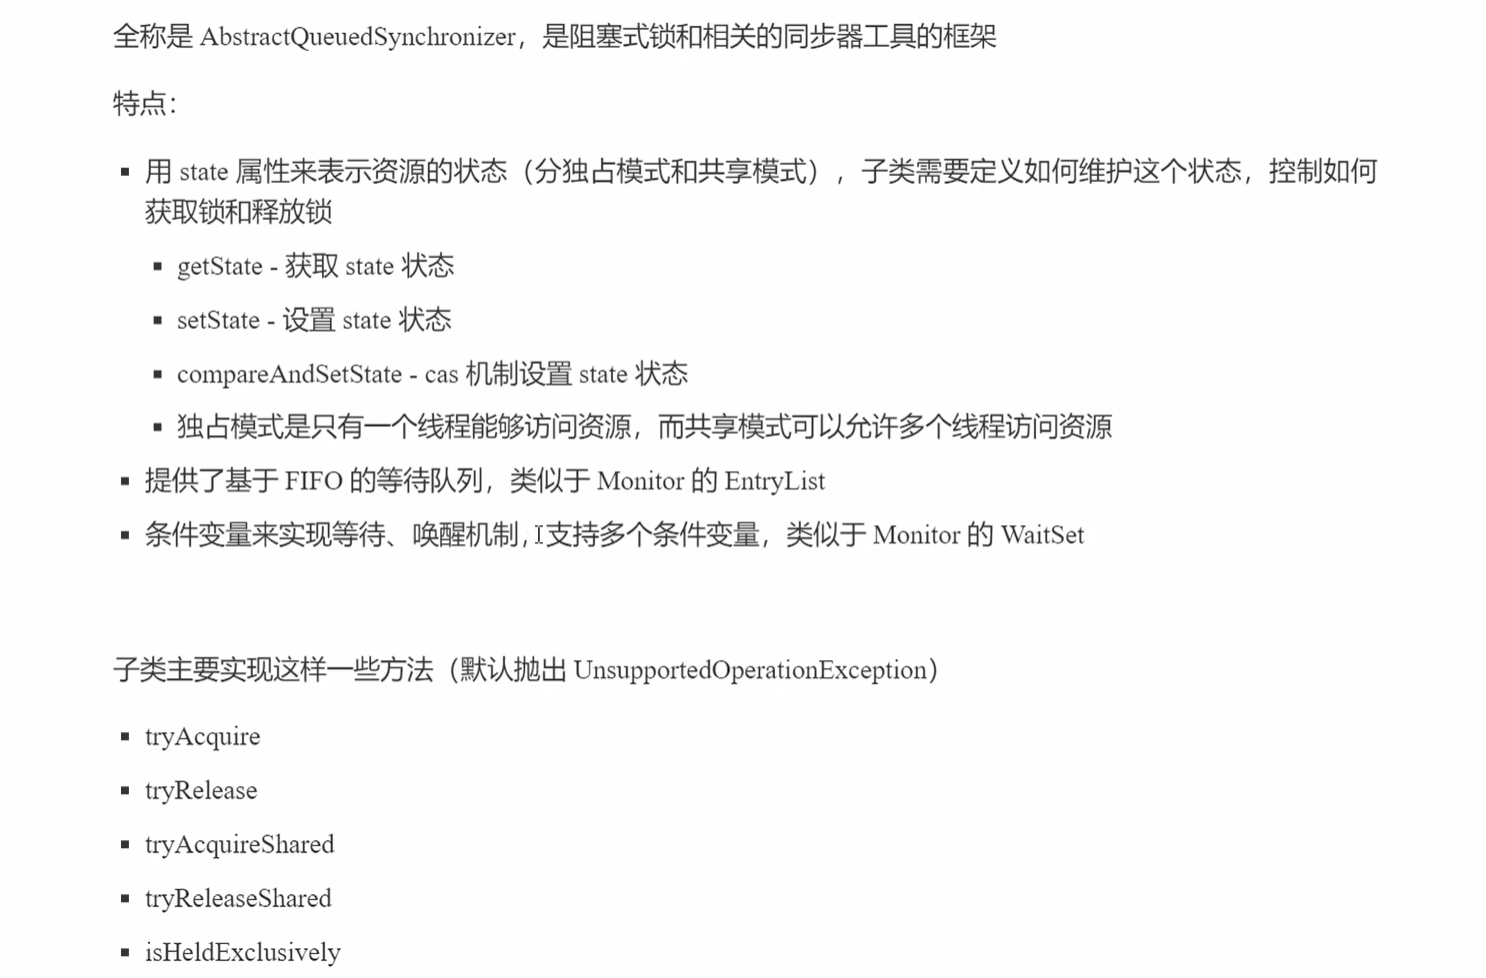 全称是 AbstractQueuedSynchronizer，是阻塞式锁和相关的同步器工具的框架
特点：
▪ 用 state 属性来表示资源的状态（分独占模式和共享模式），子类需要定义如何维护这个状态，控制如何
获取锁和释放锁
▪ getState - 获取 state 状态
▪ setState - 设置 state 状态
▪ compareAndSetState - cas 机制设置 state 状态
▪ 独占模式是只有一个线程能够访问资源，而共享模式可以允许多个线程访问资源
▪ 提供了基于 FIFO 的等待队列，类似于 Monitor 的 EntryList
▪ 条件变量来实现等待、唤醒机制，支持多个条件变量，类似于 Monitor 的 WaitSet
子类主要实现这样一些方法（默认抛出 UnsupportedOperationException）
▪ tryAcquire
▪ tryRelease
▪ tryAcquireShared
▪ tryReleaseShared
▪ isHeldExclusively